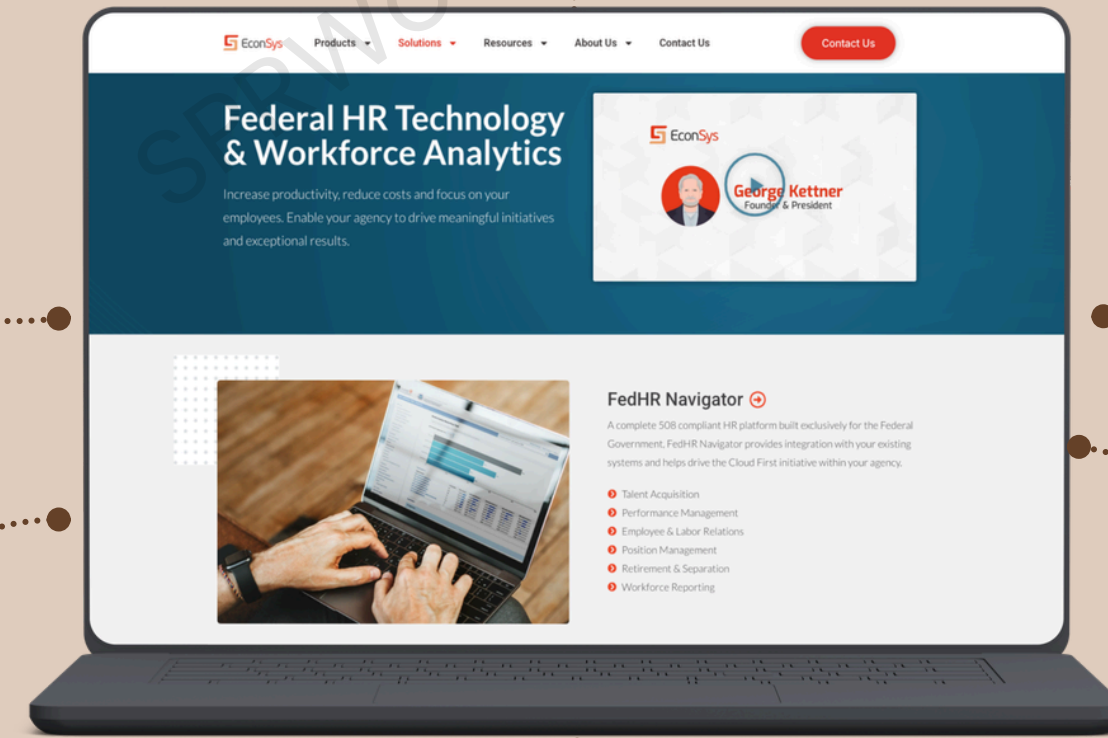 SPRWO
EconSys
Products
Solutions
Resources
About Us
Contact Us
Contact Us
Federal HR Technology
& Workforce Analytics
Increase productivity, reduce costs and focus on your
employees. Enable your agency to drive meaningful initiatives
and exceptional results.
EconSys
George Kettner
Founder & President
FedHR Navigator
A complete 508 compliant HR platform built exclusively for the Federal
Government, FedHR Navigator provides integration with your existing
systems and helps drive the Cloud First initiative within your agency.
Talent Acquisition
Performance Management
Employee & Labor Relations
Position Management
Retirement & Separation
Workforce Reporting